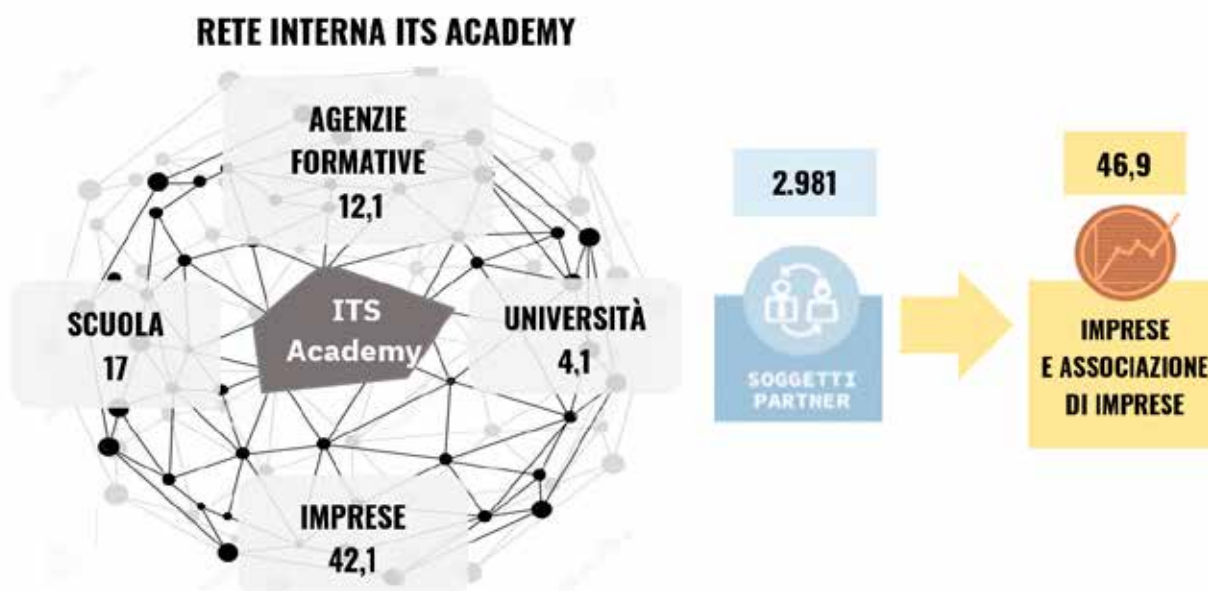 RETE INTERNA ITS ACADEMY
AGENZIE
FORMATIVE
12,1
SCUOLA
17
ITS
Academy
UNIVERSITÀ
4,1
IMPRESE
42,1
2.981
SOGGETTI
PARTNER
46,9
IMPRESE
E ASSOCIAZIONE
DI IMPRESE